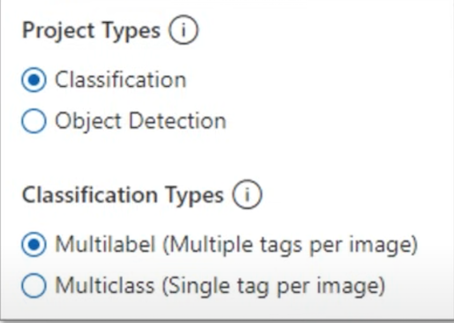 Project Types i
Classification
Object Detection
Classification Types i
Multilabel (Multiple tags per image)
Multiclass (Single tag per image)